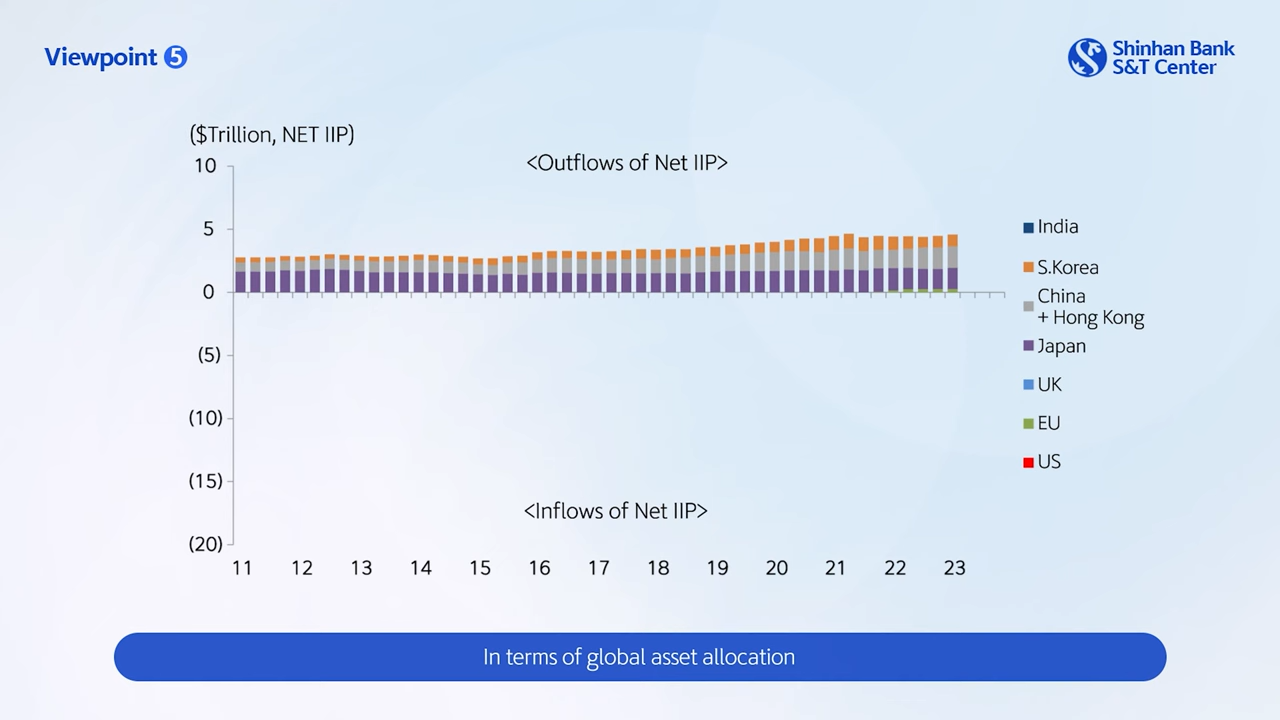 Viewpoint 5
Shinhan Bank
S&T Center
($Trillion, NET IIP)
<Outflows of Net IIP>
10
5
0
(5)
(10)
(15)
(20)
India
S.Korea
China
+ Hong Kong
Japan
UK
EU
US
<Inflows of Net IIP>
11 12 13 14 15 16 17 18 19 20 21 22 23
In terms of global asset allocation